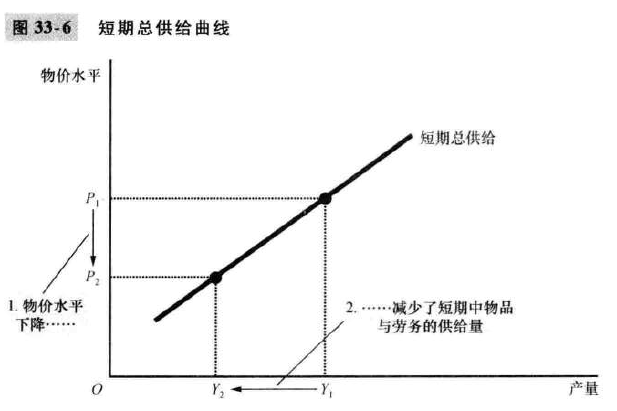 图 33-6 短期总供给曲线
物价水平
短期总供给
P₁
P₂
1. 物价水平
下降……
2. ……减少了短期中物品
与劳务的供给量
O
Y₂
Y₁
产量